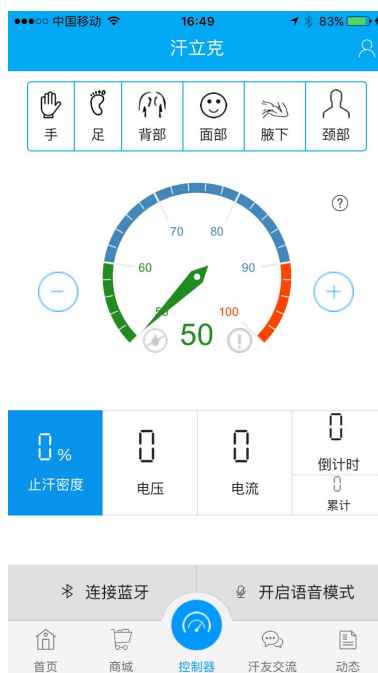 中国移动 16:49 83%
汗立克
手 足 背部 面部 腋下 颈部
70 80
60 90
50 100
50
0 % 0 0 0
止汗密度 电压 电流 倒计时
0
累计
连接蓝牙 开启语音模式
首页 商城 控制器 汗友交流 动态